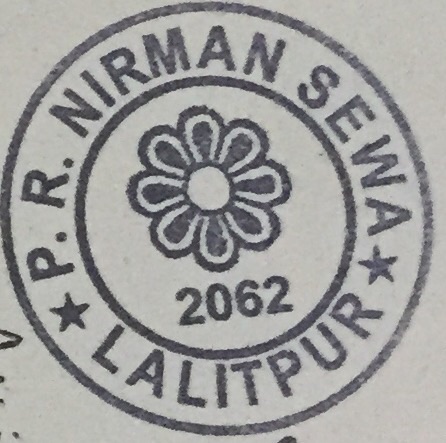 P. R. NIRMAN SEWA
2062
★ LALITPUR ★